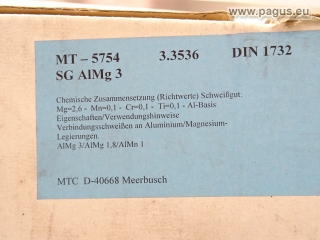 www.pagus.eu
MT – 5754 3.3536 DIN 1732
SG AlMg 3
Chemische Zusammensetzung (Richtwerte) Schweißgut:
Mg=2,6 - Mn=0,1 - Cr=0,1 - Ti=0,1 - Al-Basis
Eigenschaften/Verwendungshinweise
Verbindungsschweißen an Aluminium/Magnesium-
Legierungen.
AlMg 3/AlMg 1,8/AlMn 1
MTC D-40668 Meerbusch